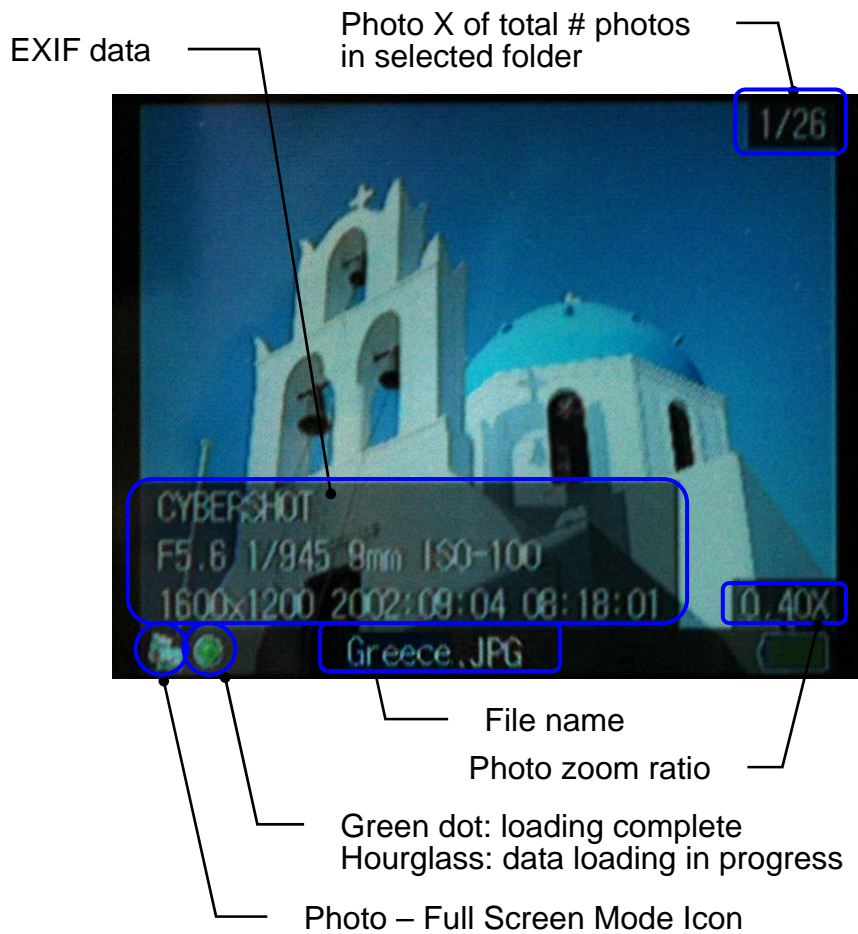 Photo X of total # photos
in selected folder
EXIF data
1/26
CYBERSHOT
F5.6 1/945 9mm ISO-100
1600x1200 2002:09:04 08:18:01
0.40X
Greece.JPG
File name
Photo zoom ratio
Green dot: loading complete
Hourglass: data loading in progress
Photo – Full Screen Mode Icon